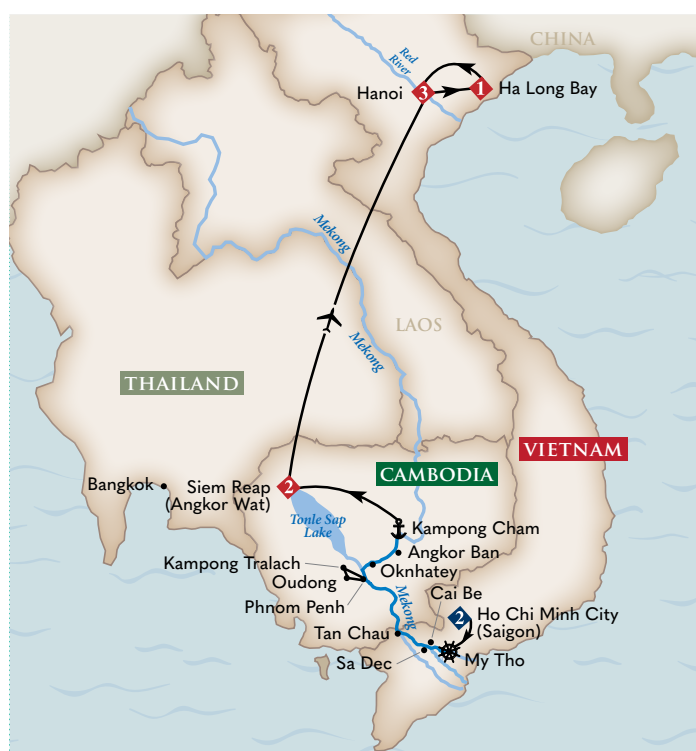 CHINA
Red
River
Hanoi
3
1
Ha Long Bay
Mekong
LAOS
Mekong
THAILAND
VIETNAM
CAMBODIA
Bangkok
Siem Reap
(Angkor Wat)
2
Tonle Sap
Lake
Kampong Cham
Angkor Ban
Oknhatey
Kampong Tralach
Oudong
Phnom Penh
Cai Be
Mekong
2
Ho Chi Minh City
(Saigon)
Tan Chau
Sa Dec
My Tho